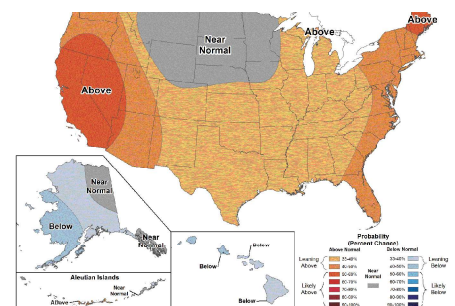 Above
Near
Normal
Above
Above
Near
Normal
Below
Near
Normal
Aleutian Islands
Near
Normal
Above
Below
Below
Below
Probability
(Percent Chance)
Above Normal
Below Normal
Leaning
Above
33-40%
40-50%
50-60%
Likely
Above
60-70%
70-80%
80-90%
90-100%
Near
Normal
33-40%
40-50%
50-60%
Leaning
Below
60-70%
70-80%
80-90%
90-100%
Likely
Below